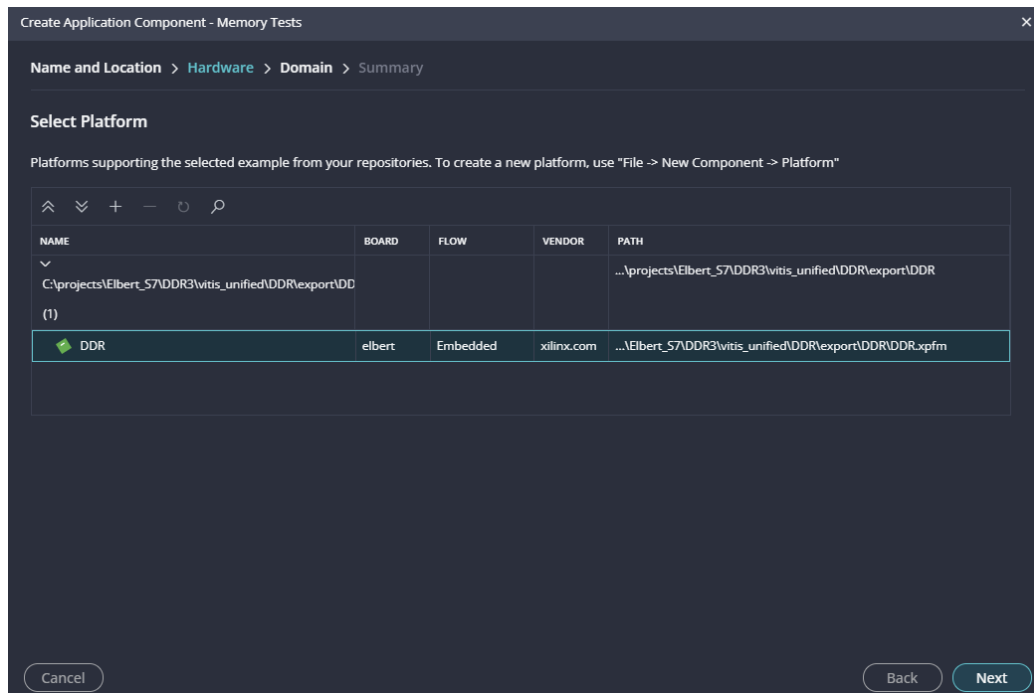 Create Application Component - Memory Tests
Name and Location > Hardware > Domain > Summary
Select Platform
Platforms supporting the selected example from your repositories. To create a new platform, use "File -> New Component -> Platform"
NAME BOARD FLOW VENDOR PATH
C:\projects\Elbert_S7\DDR3\vitis_unified\DDR\export\DD ...\projects\Elbert_S7\DDR3\vitis_unified\DDR\export\DDR
(1)
DDR elbert Embedded xilinx.com ...\Elbert_S7\DDR3\vitis_unified\DDR\export\DDR\DDR.xpfm
Cancel Back Next